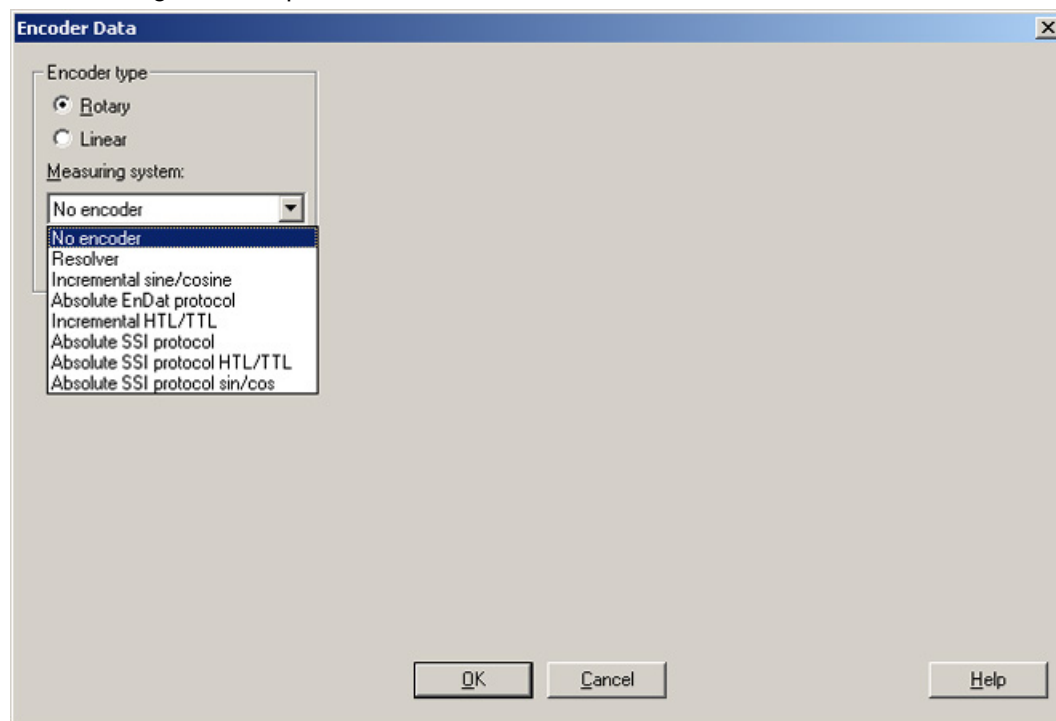 Encoder Data
Encoder type
Rotary
Linear
Measuring system:
No encoder
No encoder
Resolver
Incremental sine/cosine
Absolute EnDat protocol
Incremental HTL/TTL
Absolute SSI protocol
Absolute SSI protocol HTL/TTL
Absolute SSI protocol sin/cos
OK
Cancel
Help